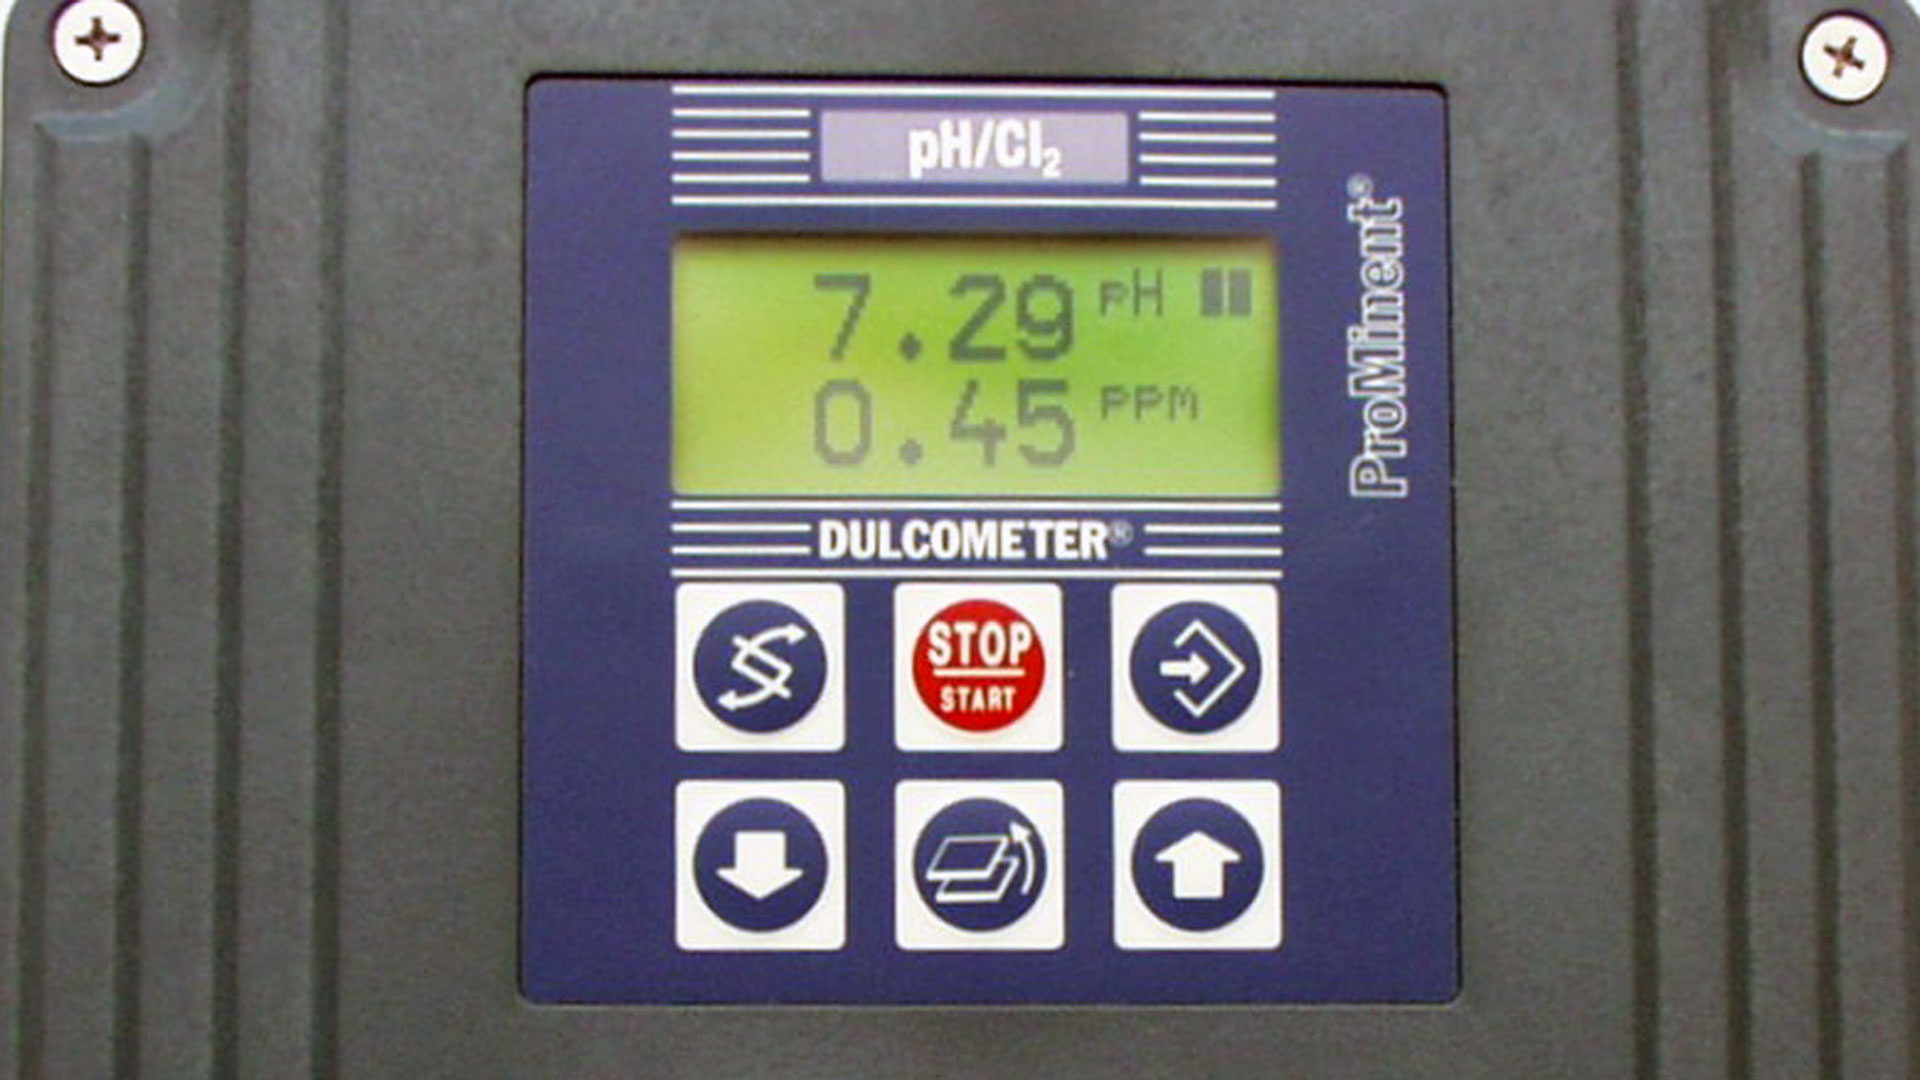 pH/Cl₂
7.29 pH
0.45 ppm
DULCOMETER®
ProMinent®
STOP
START